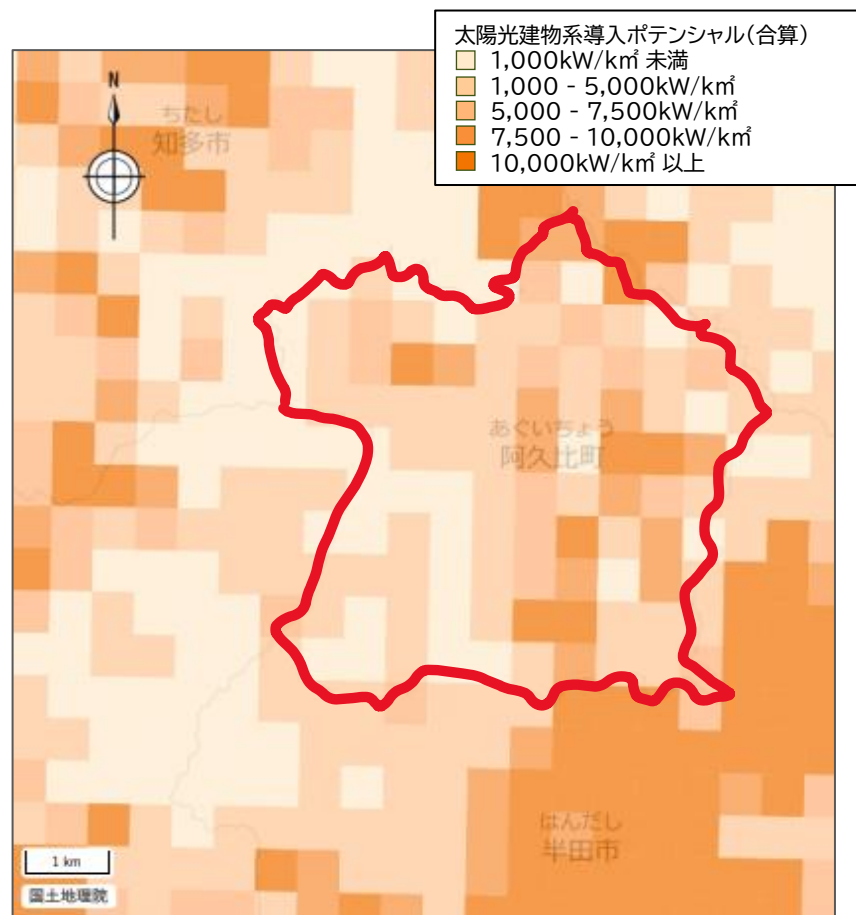 太陽光建物系導入ポテンシャル(合算)
1,000kW/k㎡ 未満
1,000 - 5,000kW/k㎡
5,000 - 7,500kW/k㎡
7,500 - 10,000kW/k㎡
10,000kW/k㎡ 以上
N
ちたし
知多市
あぐいちょう
阿久比町
はんだし
半田市
1 km
国土地理院